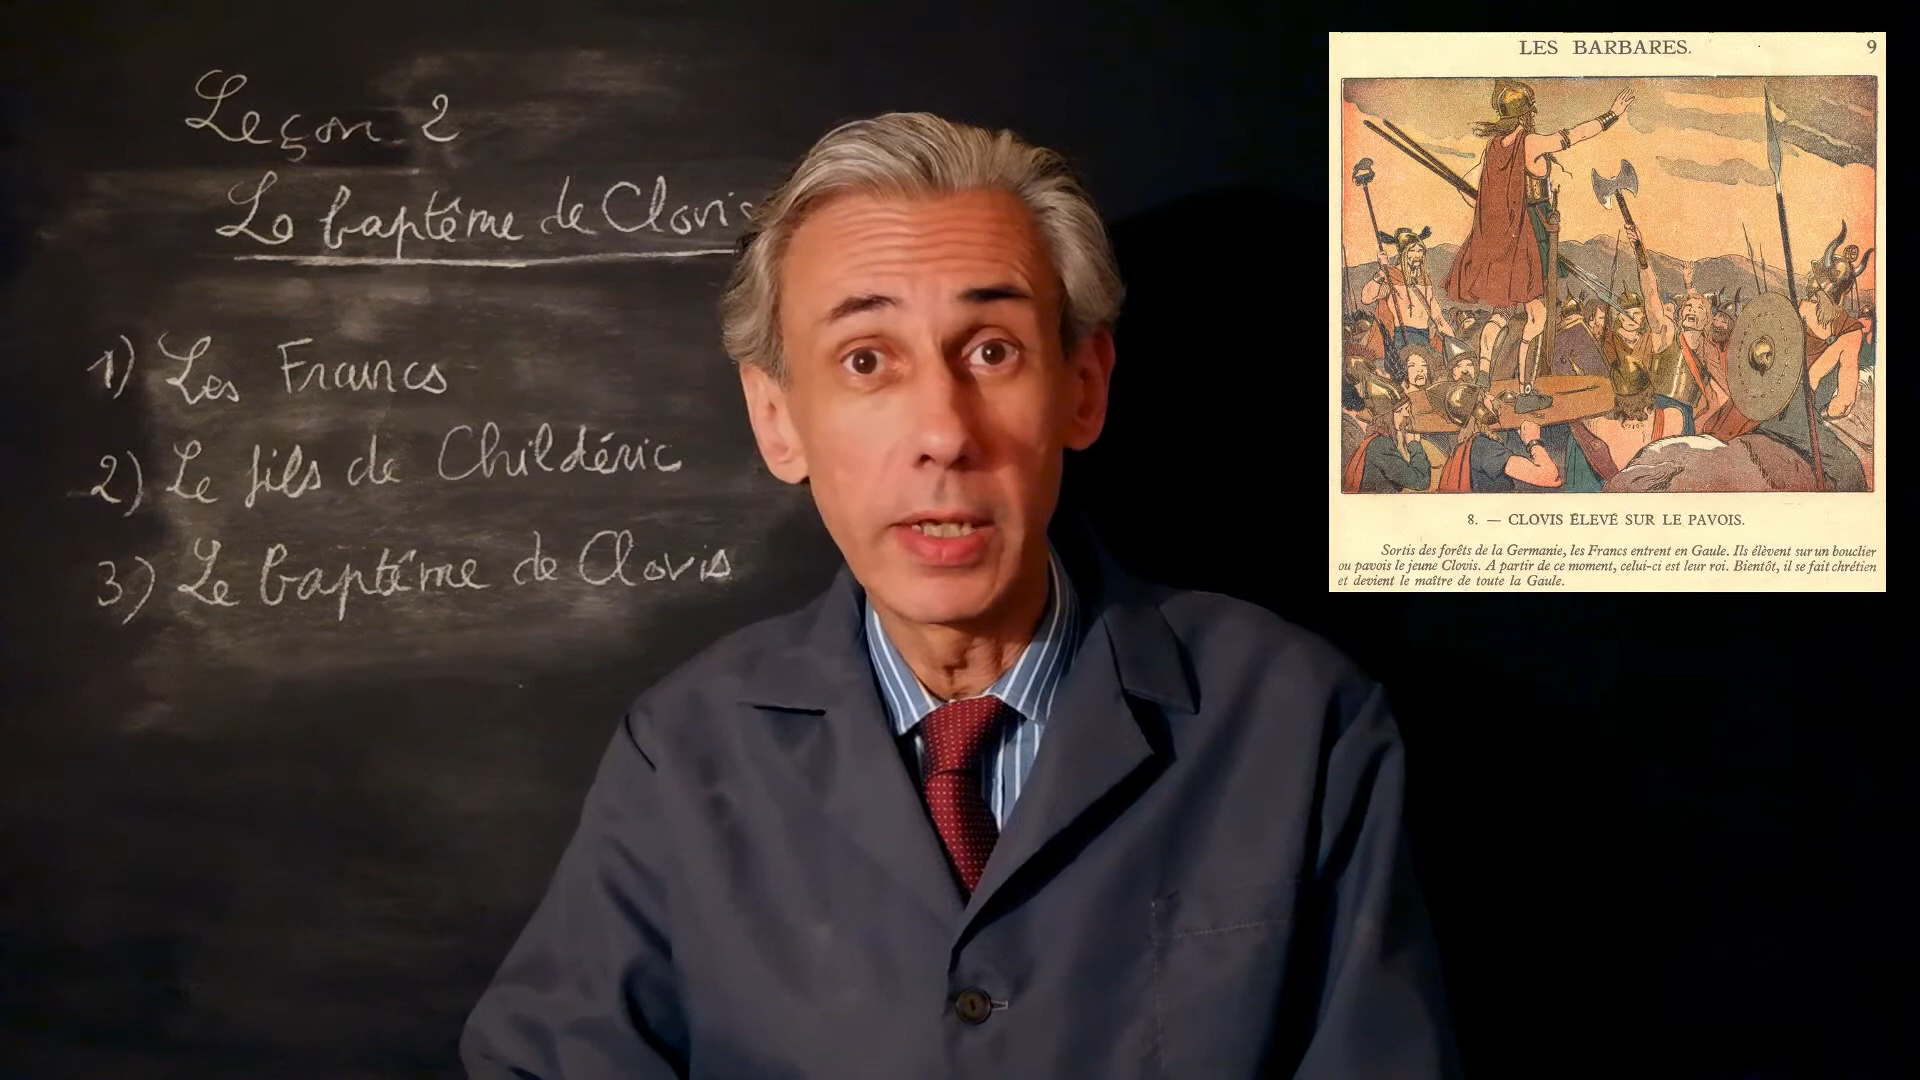 Leçon 2
Le baptême de Clovis
1) Les Francs
2) Le fils de Childéric
3) Le baptême de Clovis
LES BARBARES. 9
8. — CLOVIS ÉLEVÉ SUR LE PAVOIS.
Sortis des forêts de la Germanie, les Francs entrent en Gaule. Ils élèvent sur un bouclier
ou pavois le jeune Clovis. A partir de ce moment, celui-ci est leur roi. Bientôt, il se fait chrétien
et devient le maître de toute la Gaule.